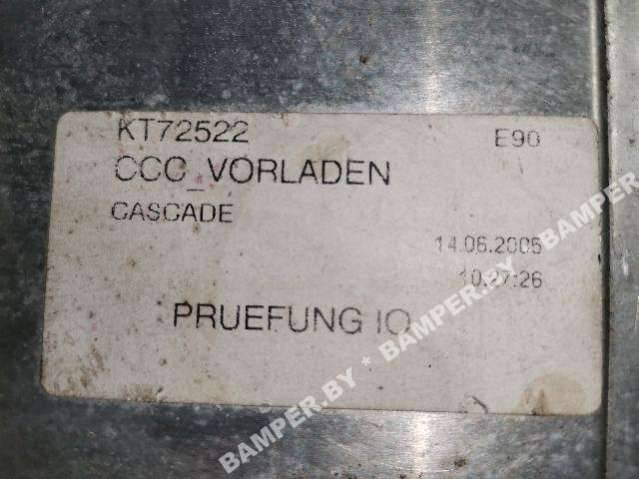 KT72522 E90
CCC_VORLADEN
CASCADE
14.06.2005
10:27:26
PRUEFUNG IO
BAMPER.BY * BAMPER.BY * BAMPER.BY